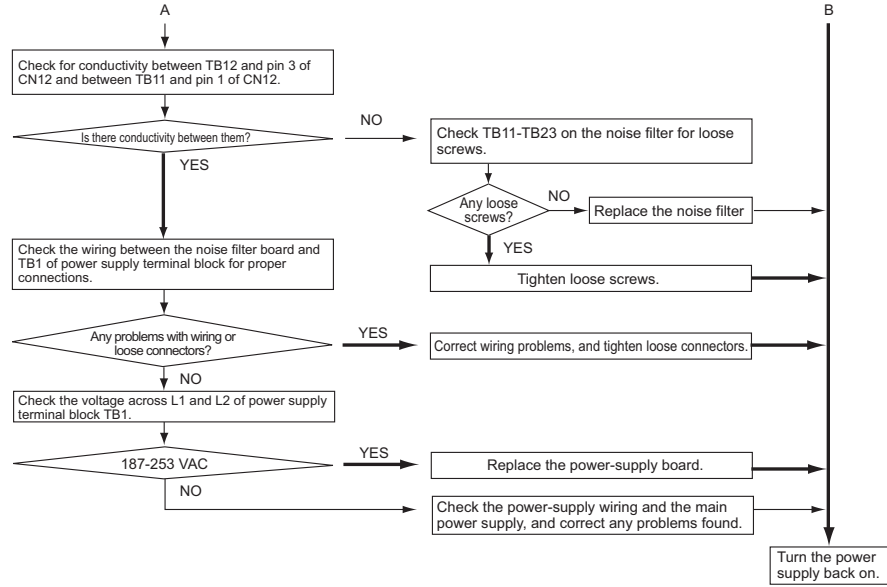 A
B
Check for conductivity between TB12 and pin 3 of
CN12 and between TB11 and pin 1 of CN12.
Is there conductivity between them?
NO
YES
Check TB11-TB23 on the noise filter for loose
screws.
Any loose
screws?
NO
Replace the noise filter
YES
Tighten loose screws.
Check the wiring between the noise filter board and
TB1 of power supply terminal block for proper
connections.
Any problems with wiring or
loose connectors?
YES
Correct wiring problems, and tighten loose connectors.
NO
Check the voltage across L1 and L2 of power supply
terminal block TB1.
187-253 VAC
YES
Replace the power-supply board.
NO
Check the power-supply wiring and the main
power supply, and correct any problems found.
Turn the power
supply back on.